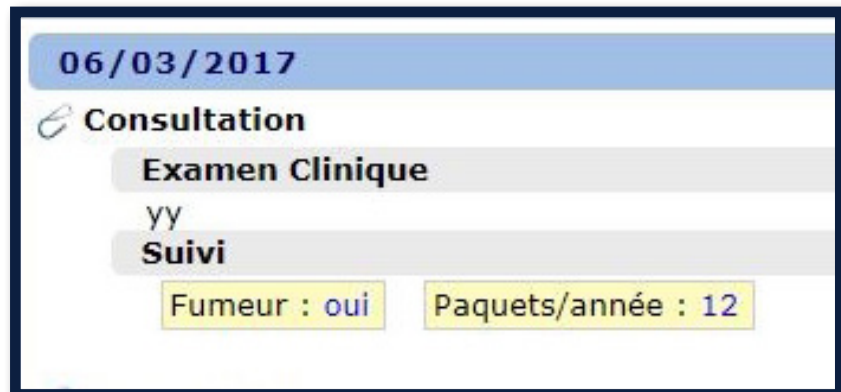 06/03/2017
Consultation
Examen Clinique
yy
Suivi
Fumeur : oui Paquets/année : 12